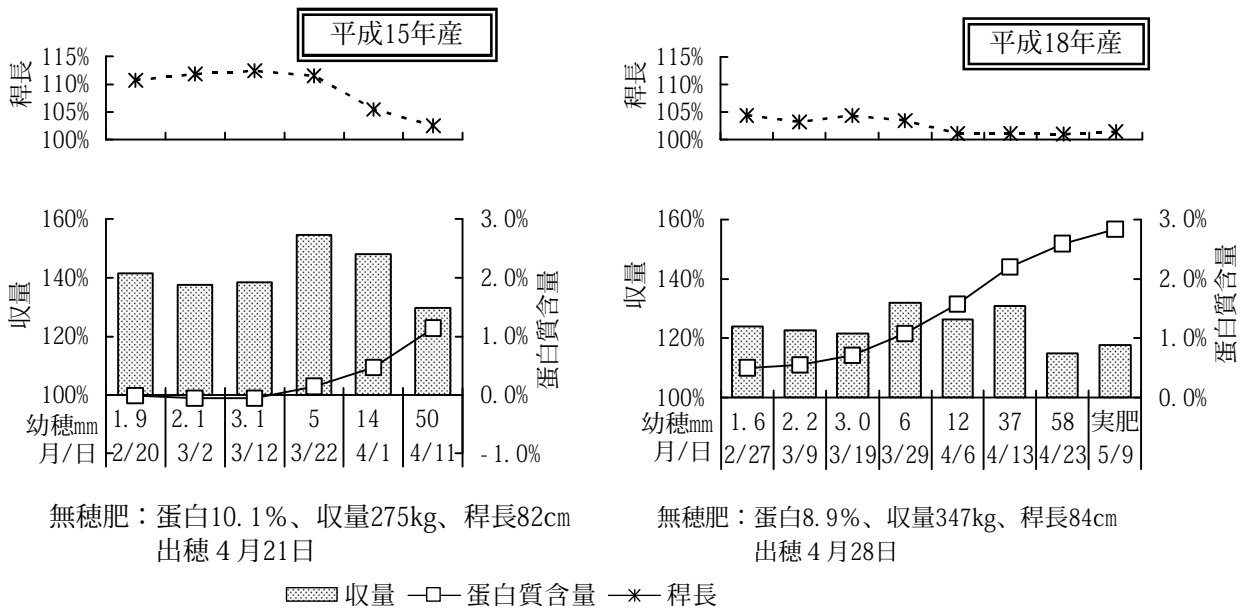 平成15年産
115%
110%
105%
100%
稈長
160%
140%
120%
100%
収量
3.0%
2.0%
1.0%
0.0%
-1.0%
蛋白質含量
幼穂mm 1.9 2.1 3.1 5 14 50
月/日 2/20 3/2 3/12 3/22 4/1 4/11
無穂肥：蛋白10.1%、収量275kg、稈長82cm
出穂４月21日
平成18年産
115%
110%
105%
100%
稈長
160%
140%
120%
100%
収量
3.0%
2.0%
1.0%
0.0%
蛋白質含量
幼穂mm 1.6 2.2 3.0 6 12 37 58 実肥
月/日 2/27 3/9 3/19 3/29 4/6 4/13 4/23 5/9
無穂肥：蛋白8.9%、収量347kg、稈長84cm
出穂４月28日
収量 蛋白質含量 稈長